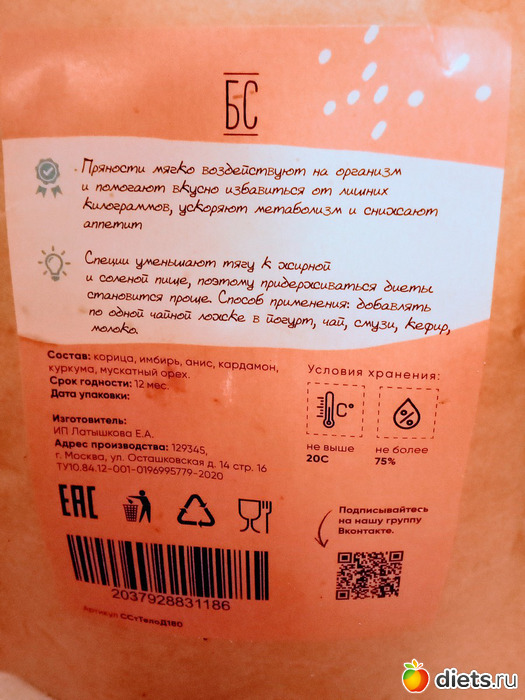 БС
Пряности мягко воздействуют на организм
и помогают вкусно избавиться от лишних
килограммов, ускоряют метаболизм и снижают
аппетит
Специи уменьшают тягу к жирной
и соленой пище, поэтому придерживаться диеты
становится проще. Способ применения: добавлять
по одной чайной ложке в йогурт, чай, смузи, кефир,
молоко.
Состав: корица, имбирь, анис, кардамон,
куркума, мускатный орех.
Срок годности: 12 мес.
Дата упаковки:
Изготовитель:
ИП Латышкова Е.А.
Адрес производства: 129345,
г. Москва, ул. Осташковская д. 14 стр. 16
ТУ10.84.12-001-0196995779-2020
Условия хранения:
C°
%
не выше
20С
не более
75%
EAC
Подписывайтесь
на нашу группу
Вконтакте.
2037928831186
Артикул ССтТелоД180
diets.ru